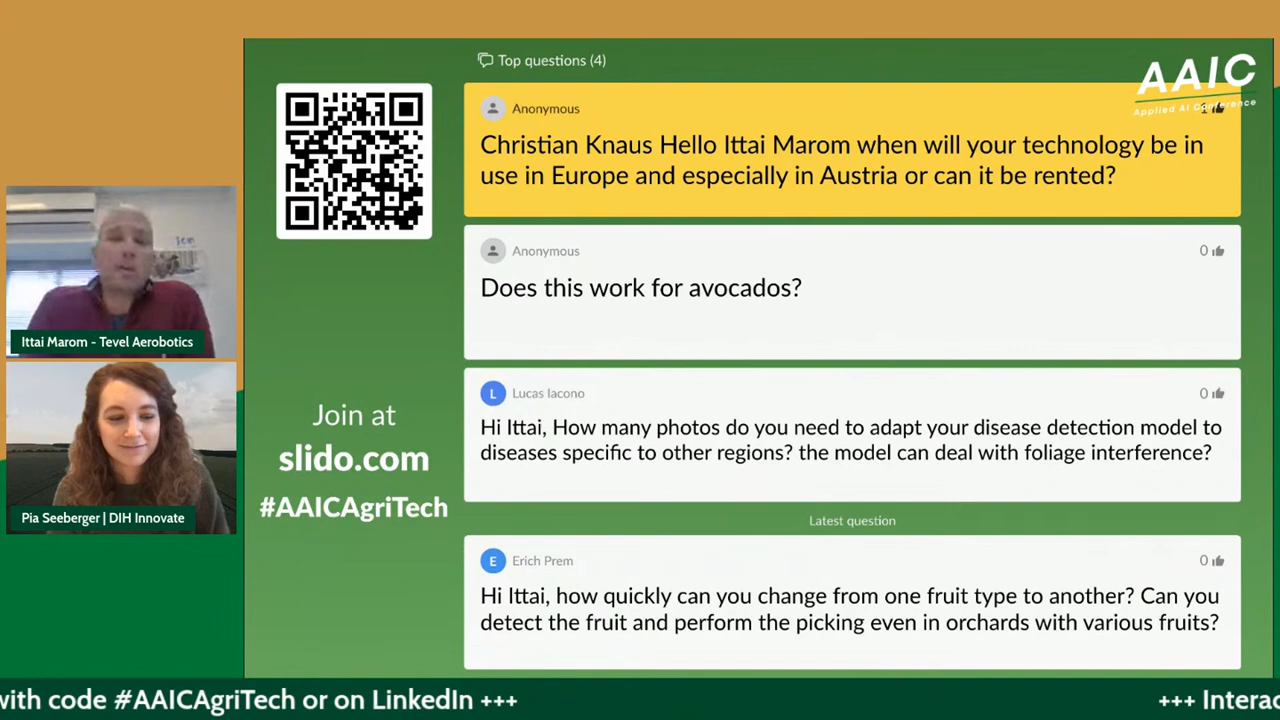 Top questions (4)
AAIC
Applied AI Conference
Anonymous
Christian Knaus Hello Ittai Marom when will your technology be in
use in Europe and especially in Austria or can it be rented?
Anonymous
0
Does this work for avocados?
Lucas Iacono
0
Hi Ittai, How many photos do you need to adapt your disease detection model to
diseases specific to other regions? the model can deal with foliage interference?
Latest question
Erich Prem
0
Hi Ittai, how quickly can you change from one fruit type to another? Can you
detect the fruit and perform the picking even in orchards with various fruits?
Join at
slido.com
#AAICAgriTech
Ittai Marom - Tevel Aerobotics
Pia Seeberger | DIH Innovate
with code #AAICAgriTech or on LinkedIn +++
+++ Interac